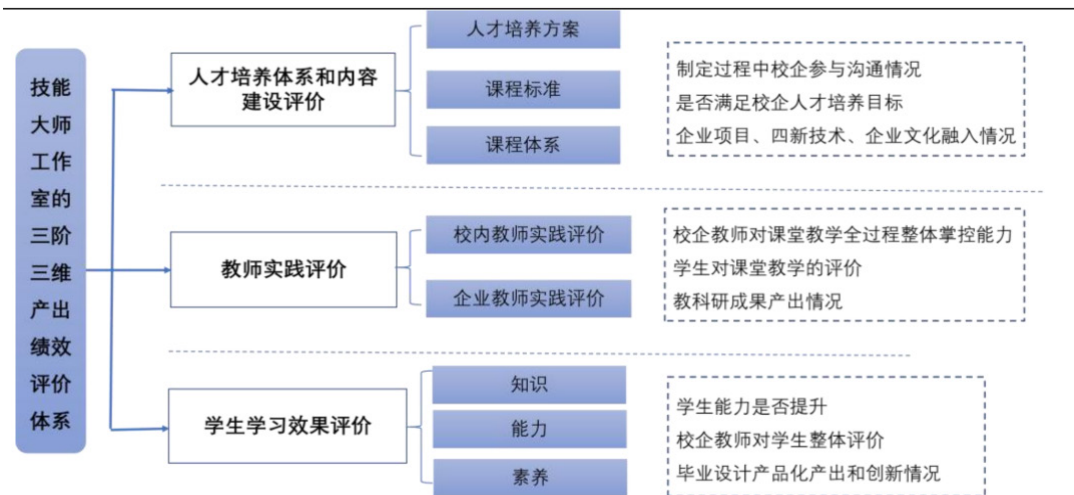 技能
大师
工作
室的
三阶
三维
产出
绩效
评价
体系
人才培养体系和内容
建设评价
人才培养方案
课程标准
课程体系
制定过程中校企参与沟通情况
是否满足校企人才培养目标
企业项目、四新技术、企业文化融入情况
教师实践评价
校内教师实践评价
企业教师实践评价
校企教师对课堂教学全过程整体掌控能力
学生对课堂教学的评价
教科研成果产出情况
学生学习效果评价
知识
能力
素养
学生能力是否提升
校企教师对学生整体评价
毕业设计产品化产出和创新情况